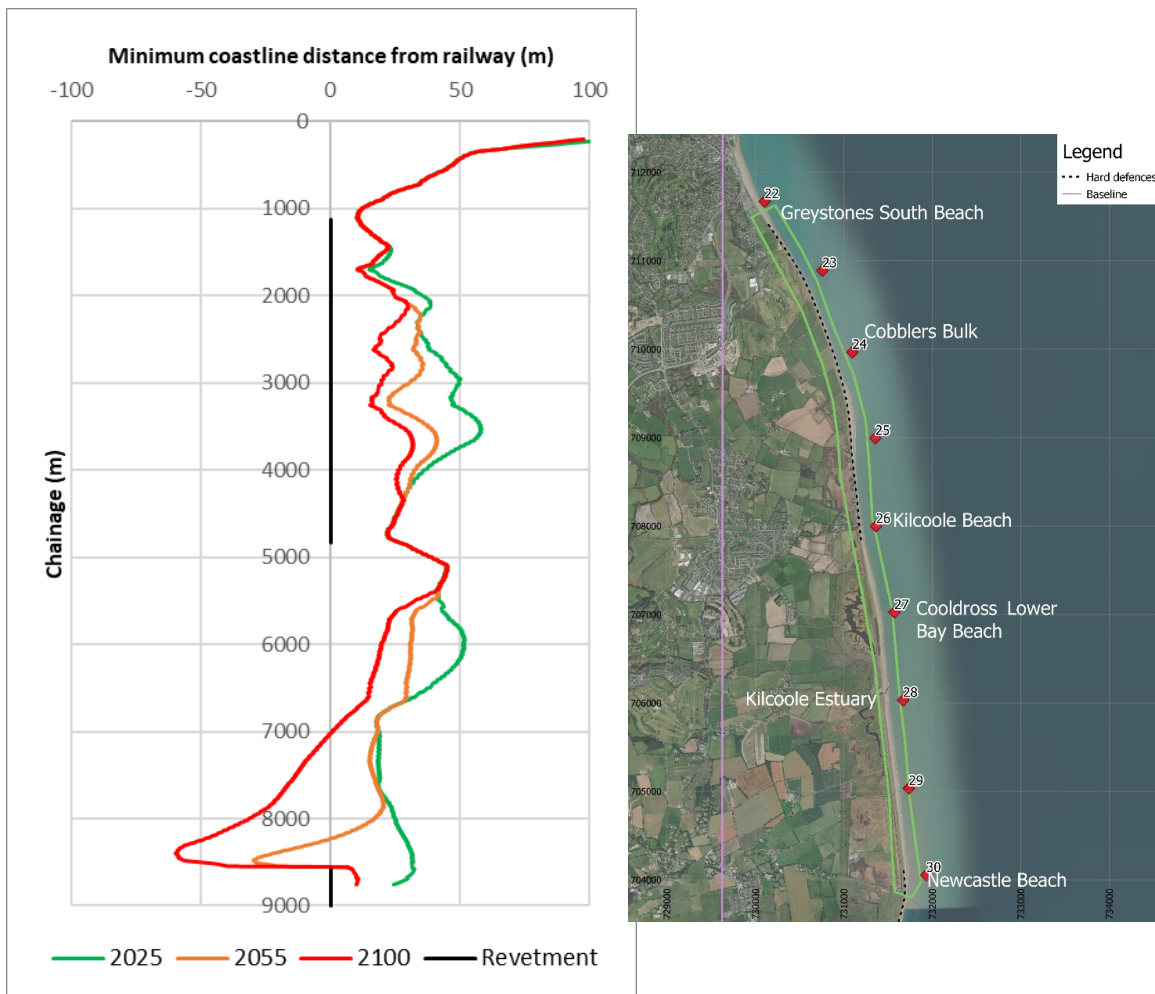 Minimum coastline distance from railway (m)
-100 -50 0 50 100
0
1000
2000
3000
4000
5000
6000
7000
8000
9000
Chainage (m)
2025 2055 2100 Revetment
Legend
Hard defences
Baseline
712000
711000
710000
709000
708000
707000
706000
705000
704000
729000 730000 731000 732000 733000 734000
22
Greystones South Beach
23
24
Cobblers Bulk
25
26
Kilcoole Beach
27
Cooldross Lower
Bay Beach
28
Kilcoole Estuary
29
30
Newcastle Beach